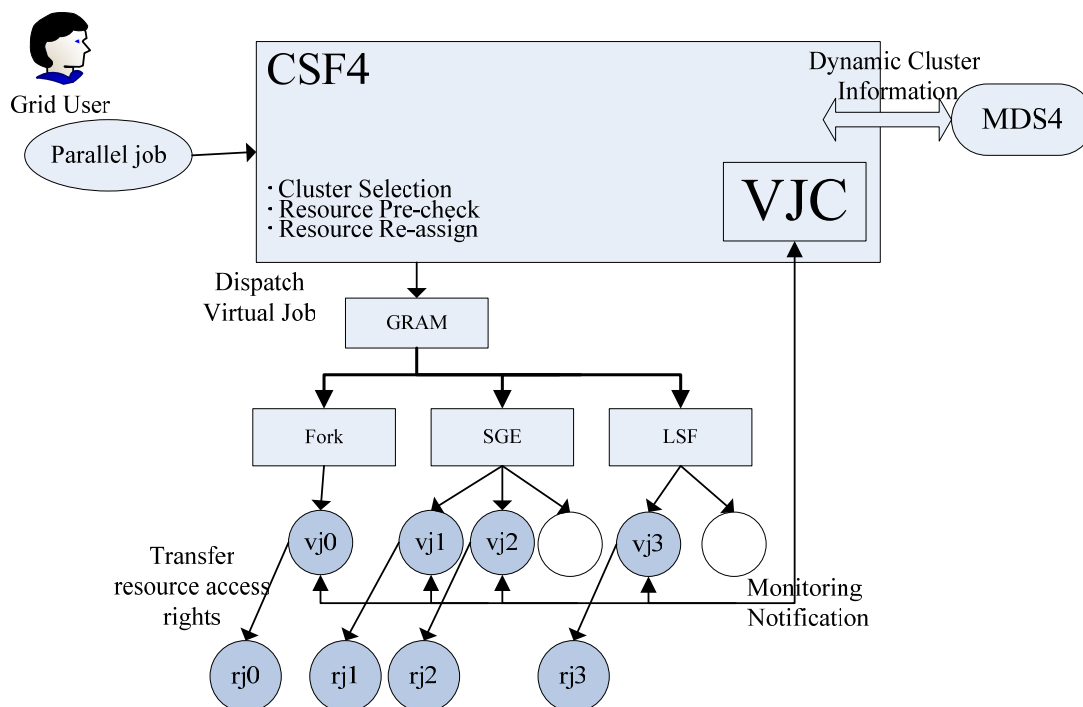 CSF4
Dynamic Cluster
Information
MDS4
Grid User
Parallel job
· Cluster Selection
· Resource Pre-check
· Resource Re-assign
VJC
Dispatch
Virtual Job
GRAM
Fork
SGE
LSF
vj0
vj1
vj2
vj3
Transfer
resource access
rights
Monitoring
Notification
rj0
rj1
rj2
rj3